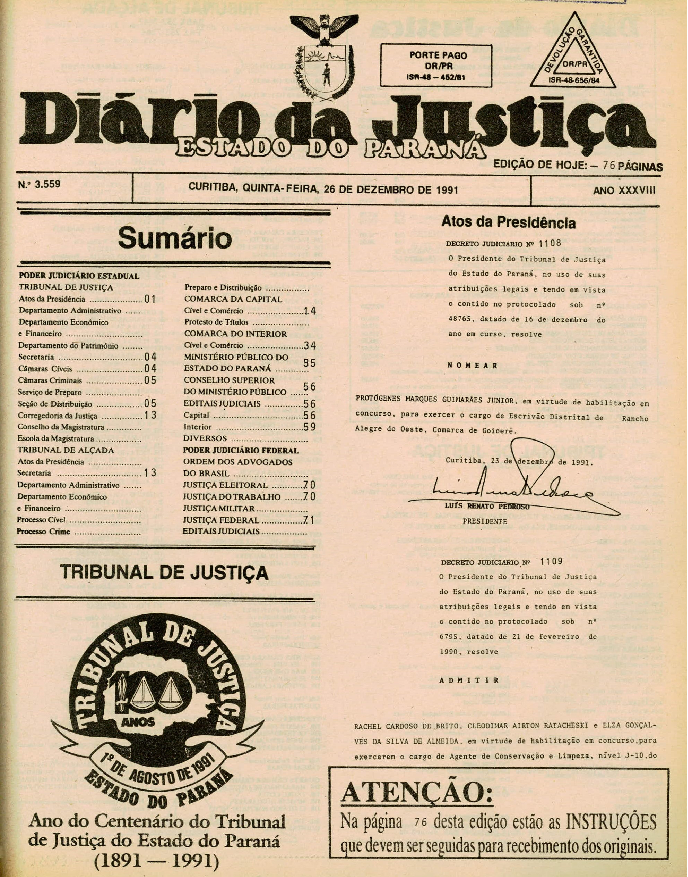 PORTE PAGO
DR/PR
ISR-48 – 452/81
DEVOLUÇÃO GARANTIDA
DR/PR
ISR-48-656/84
Diário da Justiça
ESTADO DO PARANÁ
EDIÇÃO DE HOJE: – 76 PÁGINAS
N.º 3.559
CURITIBA, QUINTA-FEIRA, 26 DE DEZEMBRO DE 1991
ANO XXXVIII
Sumário
PODER JUDICIÁRIO ESTADUAL
TRIBUNAL DE JUSTIÇA
Atos da Presidência .................. 01
Departamento Administrativo ......
Departamento Econômico
e Financeiro ..........................
Departamento do Patrimônio ......
Secretaria ........................ 04
Câmaras Cíveis .................... 04
Câmaras Criminais ................. 05
Serviço de Preparo ................
Seção de Distribuição ............. 05
Corregedoria da Justiça ........... 13
Conselho da Magistratura ..........
Escola da Magistratura ............
TRIBUNAL DE ALÇADA
Atos da Presidência ...............
Secretaria ........................ 13
Departamento Administrativo ......
Departamento Econômico
e Financeiro ......................
Processo Cível ....................
Processo Crime ....................
Preparo e Distribuição ............
COMARCA DA CAPITAL
Cível e Comércio .................. 14
Protesto de Títulos ...............
COMARCA DO INTERIOR
Cível e Comércio .................. 34
MINISTÉRIO PÚBLICO DO
ESTADO DO PARANÁ .................. 95
CONSELHO SUPERIOR
DO MINISTÉRIO PÚBLICO ............. 56
EDITAIS JUDICIAIS ................. 56
Capital ........................... 56
Interior .......................... 59
DIVERSOS ..........................
PODER JUDICIÁRIO FEDERAL
ORDEM DOS ADVOGADOS
DO BRASIL .........................
JUSTIÇA ELEITORAL ................. 70
JUSTIÇA DO TRABALHO ............... 70
JUSTIÇA MILITAR ...................
JUSTIÇA FEDERAL ................... 71
EDITAIS JUDICIAIS .................
TRIBUNAL DE JUSTIÇA
TRIBUNAL DE JUSTIÇA
100
ANOS
1º DE AGOSTO DE 1991
ESTADO DO PARANÁ
Ano do Centenário do Tribunal
de Justiça do Estado do Paraná
(1891 — 1991)
Atos da Presidência
DECRETO JUDICIÁRIO Nº 1108
O Presidente do Tribunal de Justiça
do Estado do Paraná, no uso de suas
atribuições legais e tendo em vista
o contido no protocolado sob nº
48765, datado de 16 de dezembro do
ano em curso, resolve
N O M E A R
PROTÓGENES MARQUES GUIMARÃES JUNIOR, em virtude de habilitação em
concurso, para exercer o cargo de Escrivão Distrital de Rancho
Alegre do Oeste, Comarca de Goioerê.
Curitiba, 23 de dezembro de 1991.
LUÍS RENATO PEDROSO
PRESIDENTE
DECRETO JUDICIÁRIO Nº 1109
O Presidente do Tribunal de Justiça
do Estado do Paraná, no uso de suas
atribuições legais e tendo em vista
o contido no protocolado sob nº
6795, datado de 21 de fevereiro de
1990, resolve
A D M I T I R
RACHEL CARDOSO DE BRITO, CLEODIMAR AIRTON RATACHESKI e ELZA GONÇAL-
VES DA SILVA DE ALMEIDA, em virtude de habilitação em concurso,para
exercerem o cargo de Agente de Conservação e Limpeza, nível J-10,do
ATENÇÃO:
Na página 76 desta edição estão as INSTRUÇÕES
que devem ser seguidas para recebimento dos originais.